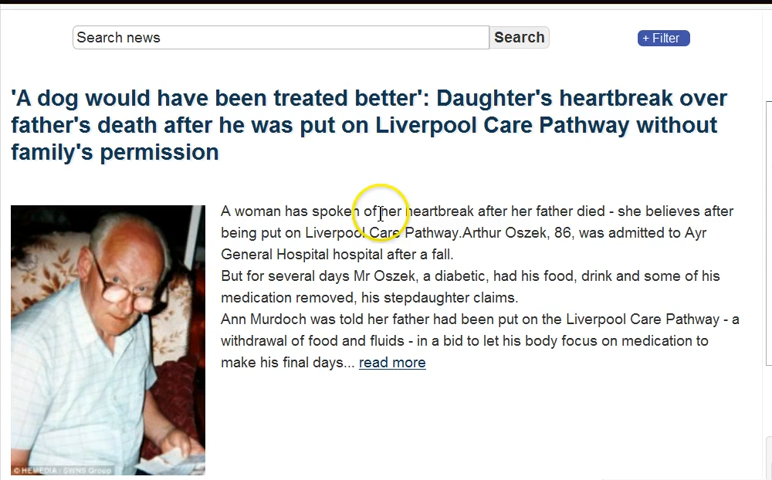 Search news Search + Filter
'A dog would have been treated better': Daughter's heartbreak over
father's death after he was put on Liverpool Care Pathway without
family's permission
A woman has spoken of her heartbreak after her father died - she believes after
being put on Liverpool Care Pathway.Arthur Oszek, 86, was admitted to Ayr
General Hospital hospital after a fall.
But for several days Mr Oszek, a diabetic, had his food, drink and some of his
medication removed, his stepdaughter claims.
Ann Murdoch was told her father had been put on the Liverpool Care Pathway - a
withdrawal of food and fluids - in a bid to let his body focus on medication to
make his final days... read more
© HEMEDIA / SWNS Group